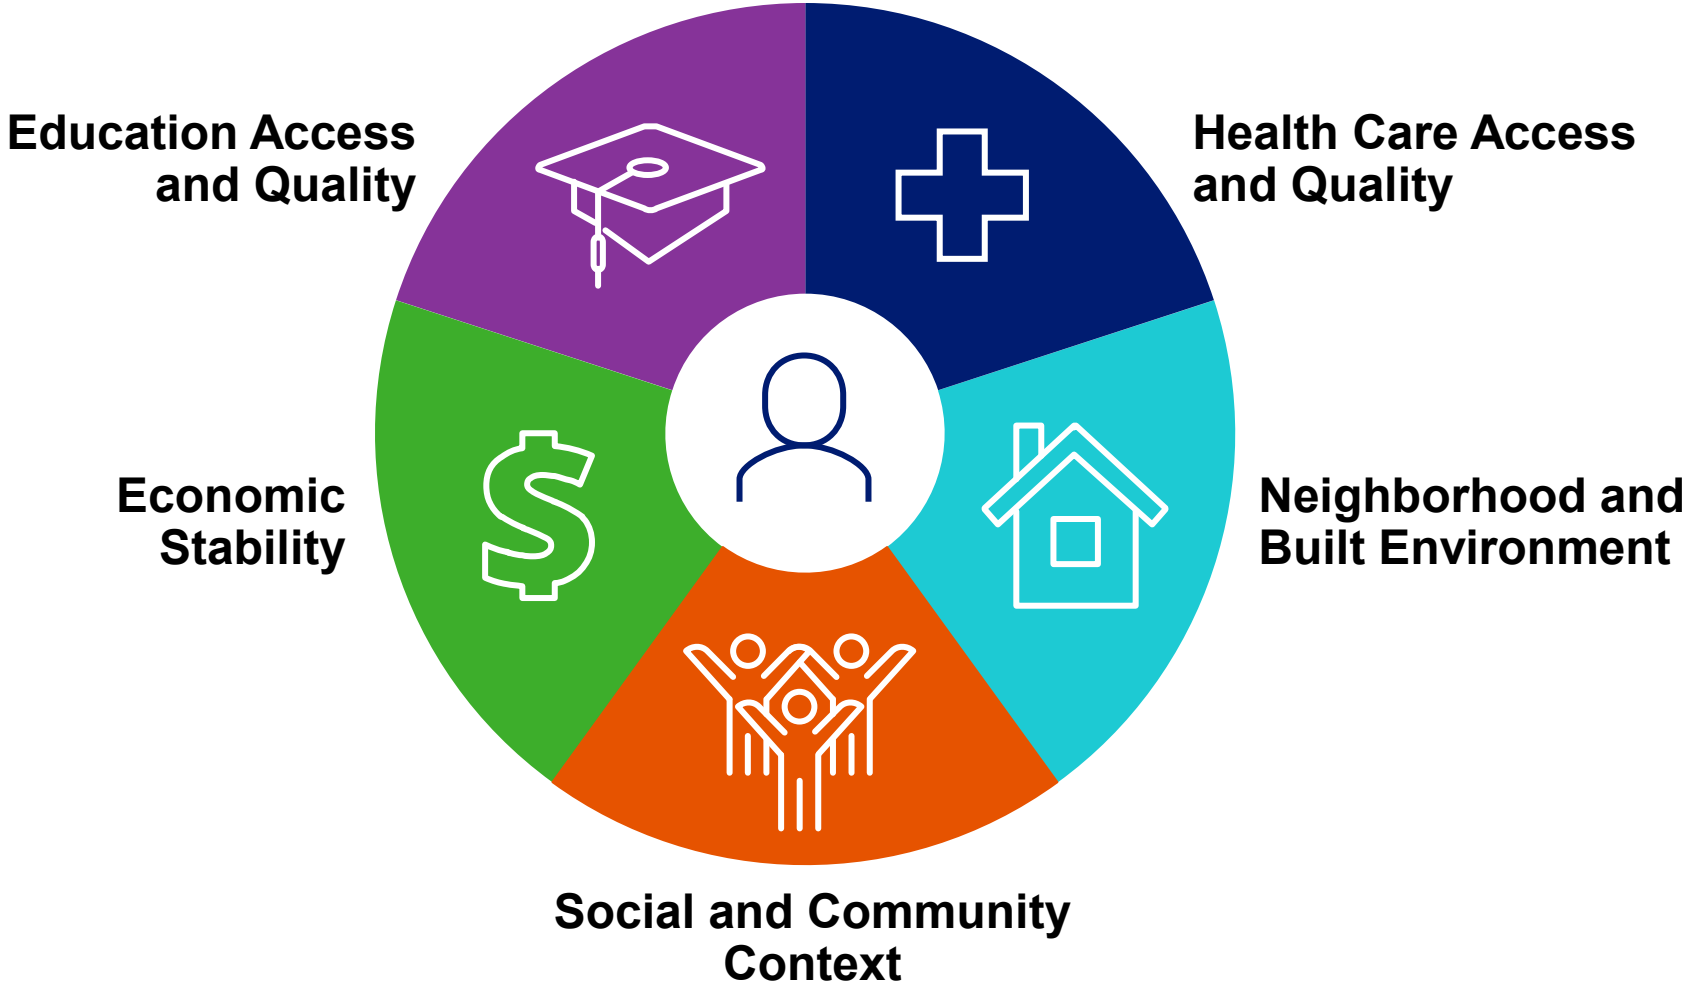 Education Access
and Quality
Health Care Access
and Quality
Economic
Stability
Neighborhood and
Built Environment
Social and Community
Context